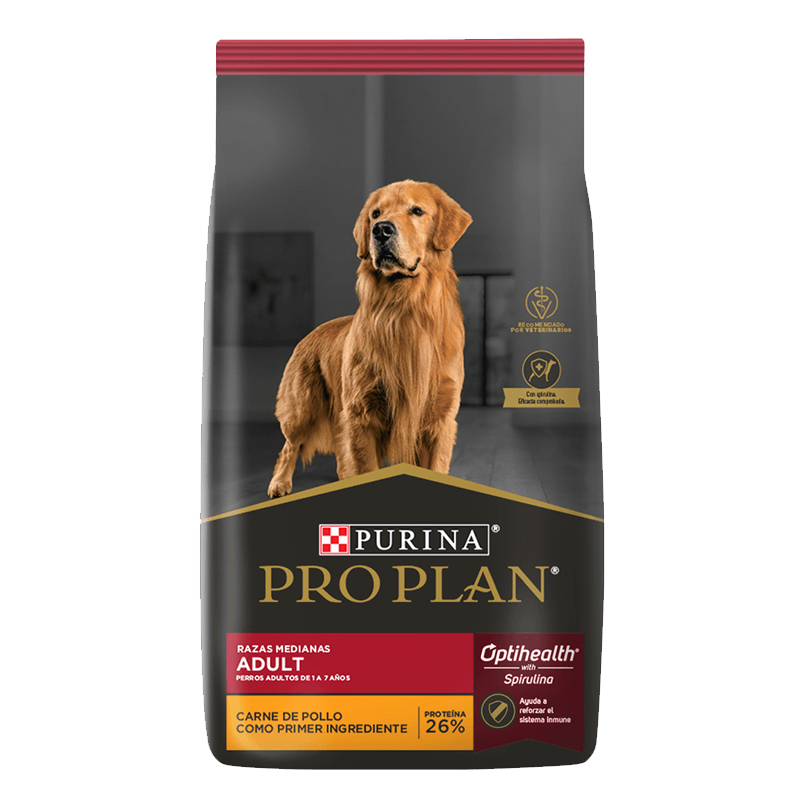 RECOMENDADO
POR VETERINARIOS
Con spirulina.
Eficacia comprobada.
PURINA®
PRO PLAN®
RAZAS MEDIANAS
ADULT
PERROS ADULTOS DE 1 A 7 AÑOS
Optihealth®
with
Spirulina
Ayuda a
reforzar el
sistema inmune
CARNE DE POLLO
COMO PRIMER INGREDIENTE
PROTEÍNA
26%